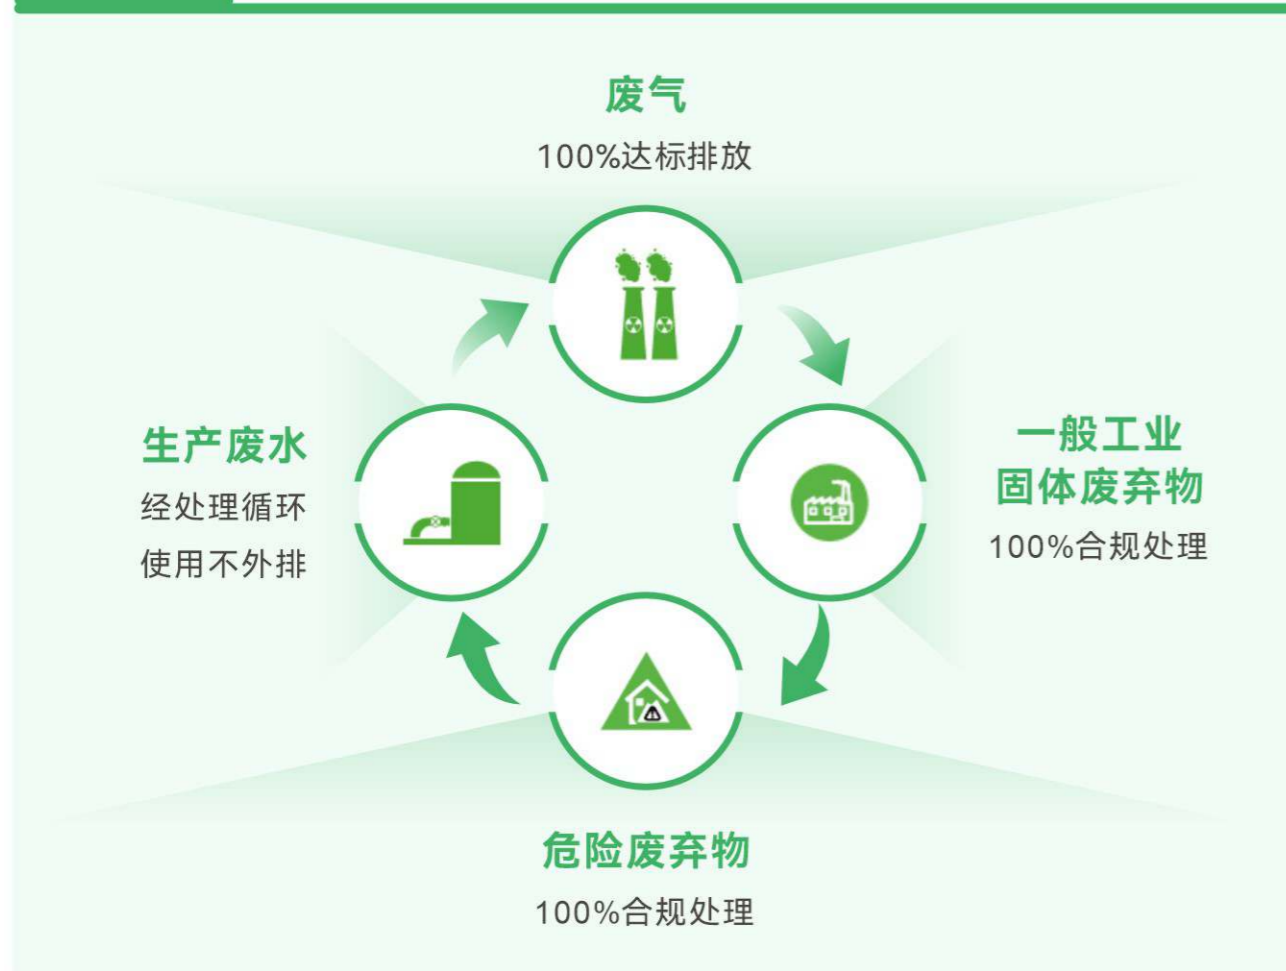 废气
100%达标排放
生产废水
经处理循环
使用不外排
一般工业
固体废弃物
100%合规处理
危险废弃物
100%合规处理